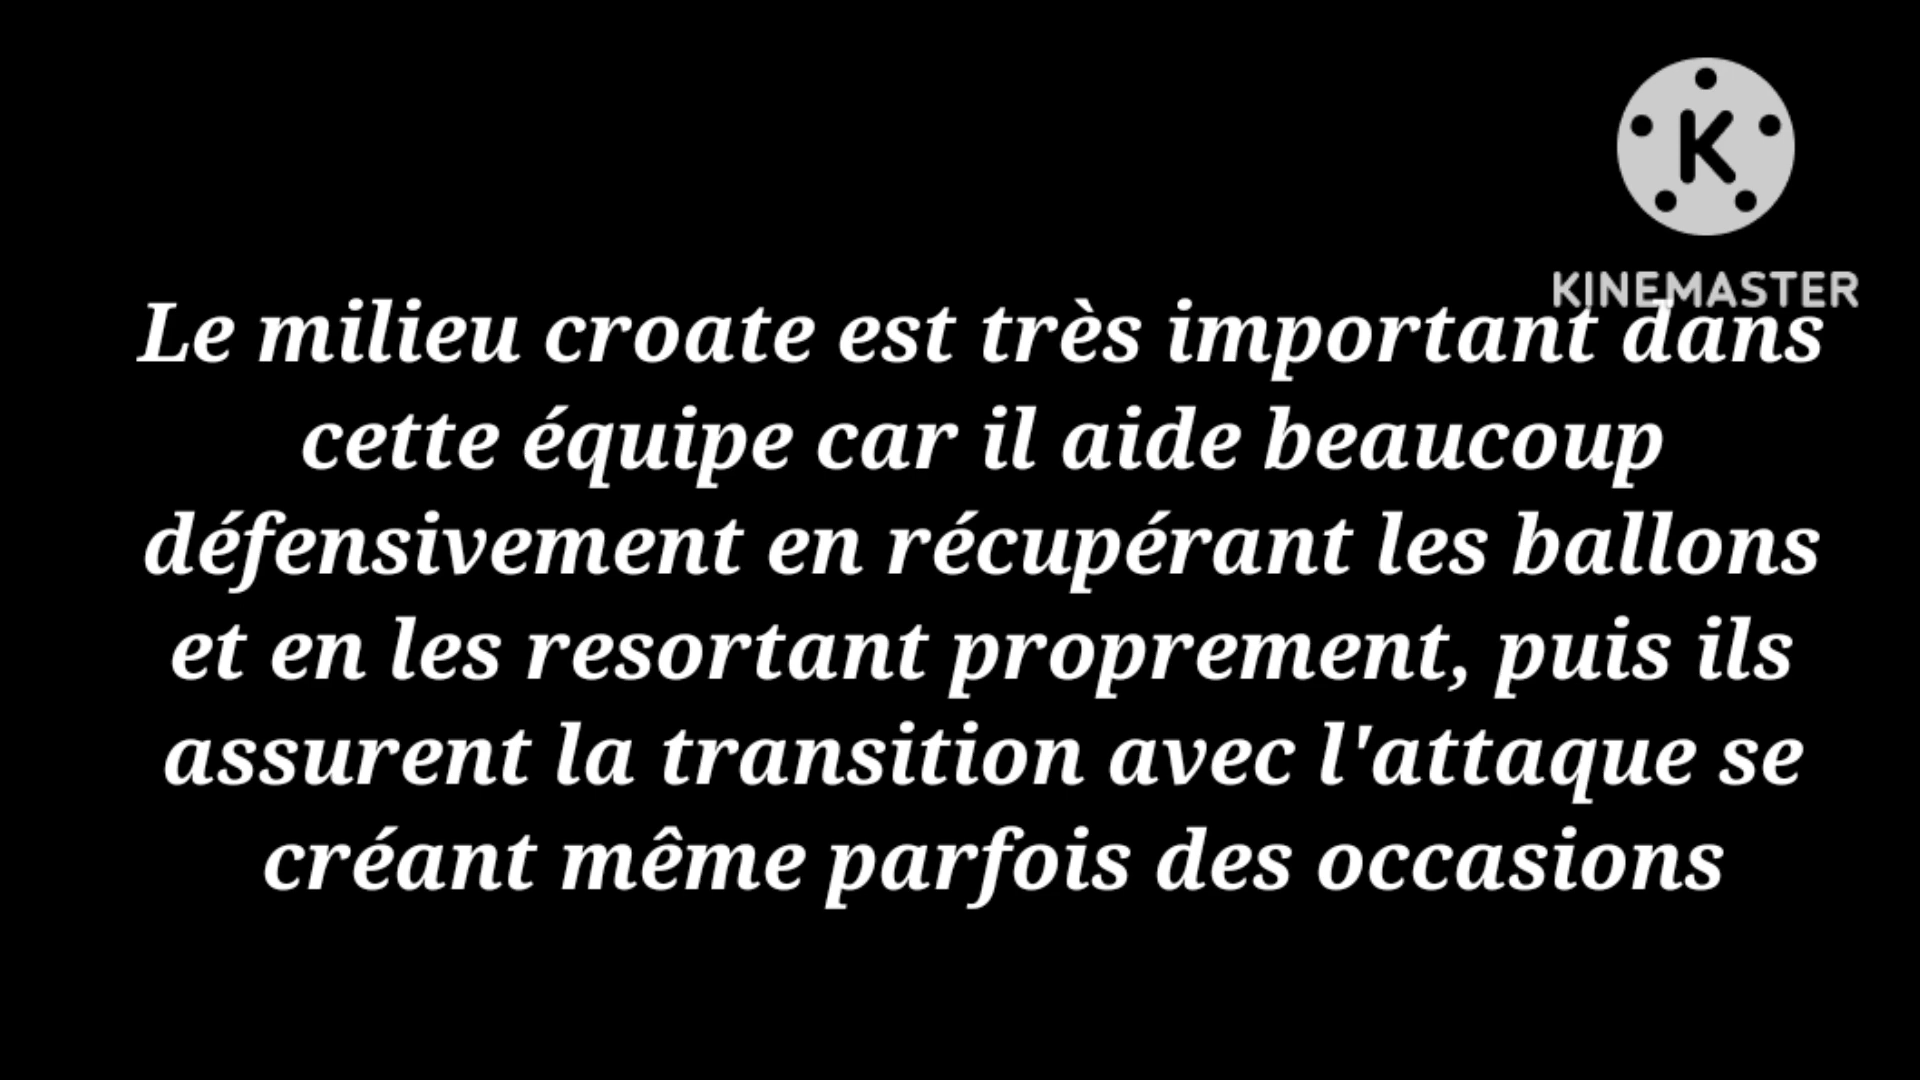 K
KINEMASTER
Le milieu croate est très important dans
cette équipe car il aide beaucoup
défensivement en récupérant les ballons
et en les resortant proprement, puis ils
assurent la transition avec l'attaque se
créant même parfois des occasions